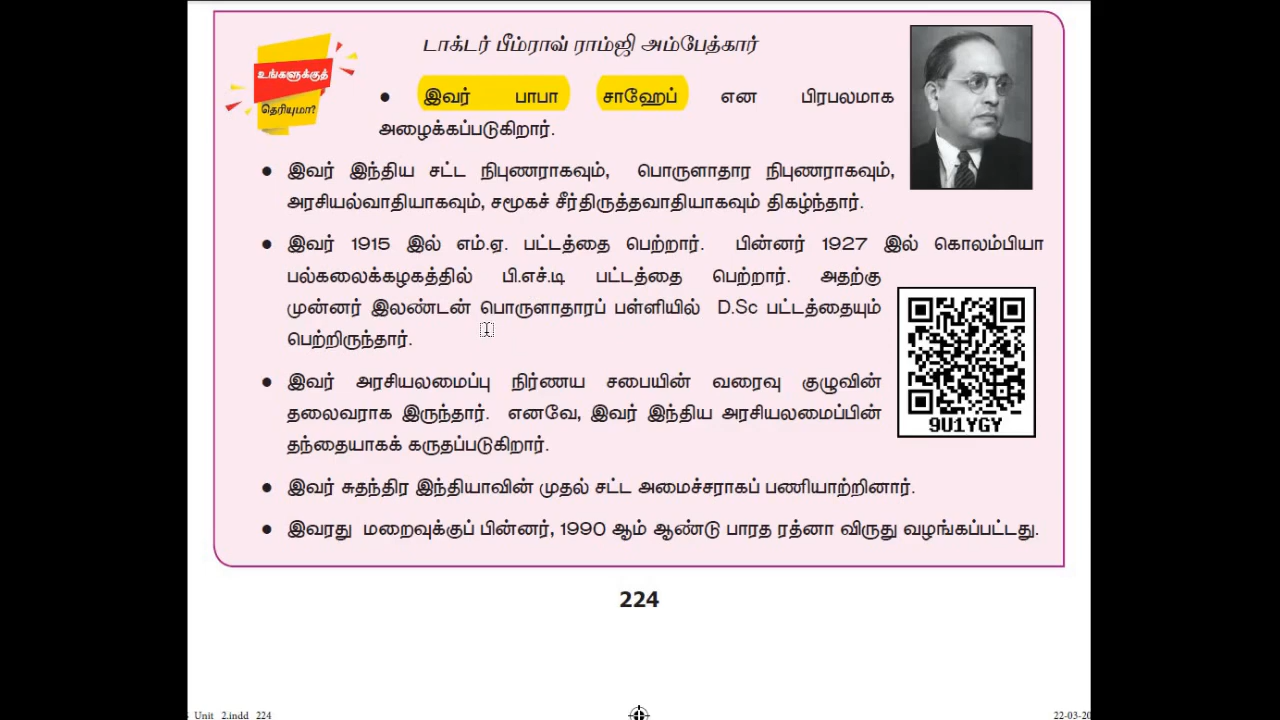 உங்களுக்குத்
தெரியுமா?
டாக்டர் பீம்ராவ் ராம்ஜி அம்பேத்கார்
● இவர் பாபா சாஹேப் என பிரபலமாக
அழைக்கப்படுகிறார்.
● இவர் இந்திய சட்ட நிபுணராகவும், பொருளாதார நிபுணராகவும்,
அரசியல்வாதியாகவும், சமூகச் சீர்திருத்தவாதியாகவும் திகழ்ந்தார்.
● இவர் 1915 இல் எம்.ஏ. பட்டத்தை பெற்றார். பின்னர் 1927 இல் கொலம்பியா
பல்கலைக்கழகத்தில் பி.எச்.டி பட்டத்தை பெற்றார். அதற்கு
முன்னர் இலண்டன் பொருளாதாரப் பள்ளியில் D.Sc பட்டத்தையும்
பெற்றிருந்தார்.
● இவர் அரசியலமைப்பு நிர்ணய சபையின் வரைவு குழுவின்
தலைவராக இருந்தார். எனவே, இவர் இந்திய அரசியலமைப்பின்
தந்தையாகக் கருதப்படுகிறார்.
9U1YGY
● இவர் சுதந்திர இந்தியாவின் முதல் சட்ட அமைச்சராகப் பணியாற்றினார்.
● இவரது மறைவுக்குப் பின்னர், 1990 ஆம் ஆண்டு பாரத ரத்னா விருது வழங்கப்பட்டது.
224
Unit 2.indd 224
22-03-20